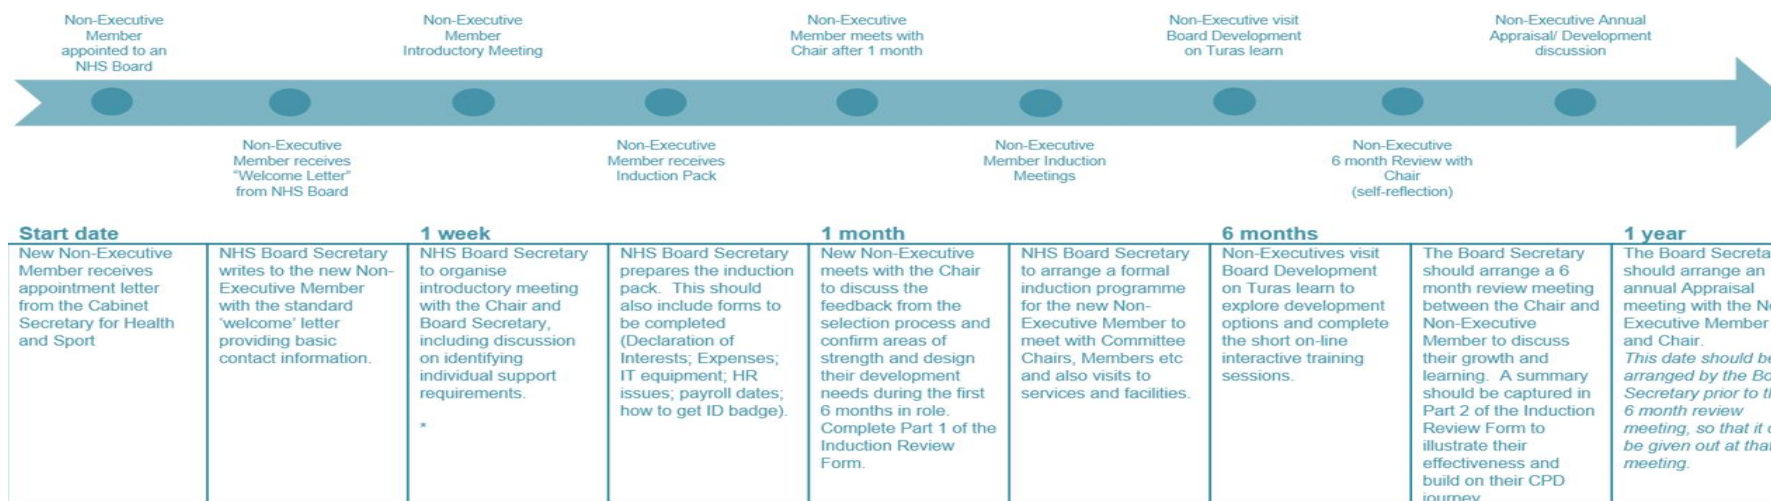 Non-Executive
Member
appointed to an
NHS Board
Non-Executive
Member
Introductory Meeting
Non-Executive
Member meets with
Chair after 1 month
Non-Executive visit
Board Development
on Turas learn
Non-Executive Annual
Appraisal/ Development
discussion
Non-Executive
Member receives
“Welcome Letter”
from NHS Board
Non-Executive
Member receives
Induction Pack
Non-Executive
Member Induction
Meetings
Non-Executive
6 month Review with
Chair
(self-reflection)
Start date
1 week
1 month
6 months
1 year
New Non-Executive
Member receives
appointment letter
from the Cabinet
Secretary for Health
and Sport
NHS Board Secretary
writes to the new Non-
Executive Member
with the standard
‘welcome’ letter
providing basic
contact information.
NHS Board Secretary
to organise
introductory meeting
with the Chair and
Board Secretary,
including discussion
on identifying
individual support
requirements.
*
NHS Board Secretary
prepares the induction
pack. This should
also include forms to
be completed
(Declaration of
Interests; Expenses;
IT equipment; HR
issues; payroll dates;
how to get ID badge).
New Non-Executive
meets with the Chair
to discuss the
feedback from the
selection process and
confirm areas of
strength and design
their development
needs during the first
6 months in role.
Complete Part 1 of the
Induction Review
Form.
NHS Board Secretary
to arrange a formal
induction programme
for the new Non-
Executive Member to
meet with Committee
Chairs, Members etc
and also visits to
services and facilities.
Non-Executives visit
Board Development
on Turas learn to
explore development
options and complete
the short on-line
interactive training
sessions.
The Board Secretary
should arrange a 6
month review meeting
between the Chair and
Non-Executive
Member to discuss
their growth and
learning. A summary
should be captured in
Part 2 of the Induction
Review Form to
illustrate their
effectiveness and
build on their CPD
journey
The Board
should arrange an
annual Appraisal
meeting with the
Executive Member
and Chair.
This date should be
arranged by the
Secretary prior to
6 month review
meeting, so that it
be given out at that
meeting.